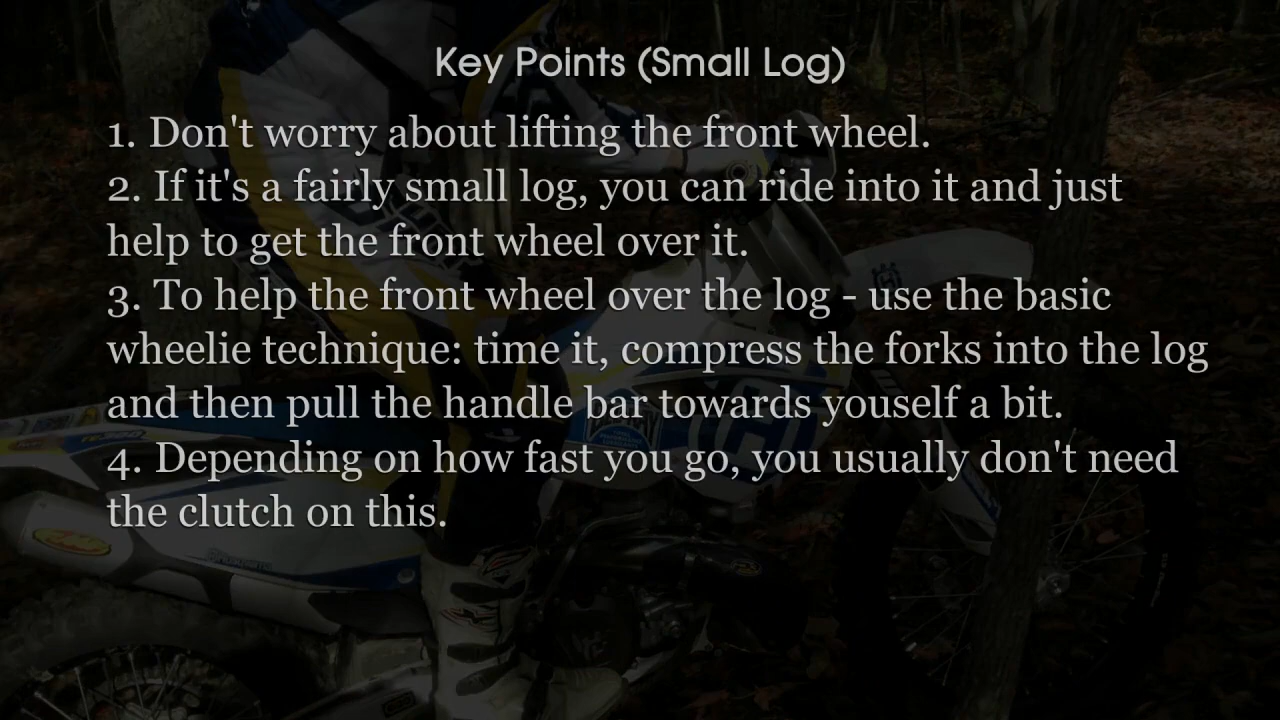 Key Points (Small Log)
1. Don't worry about lifting the front wheel.
2. If it's a fairly small log, you can ride into it and just
help to get the front wheel over it.
3. To help the front wheel over the log - use the basic
wheelie technique: time it, compress the forks into the log
and then pull the handle bar towards youself a bit.
4. Depending on how fast you go, you usually don't need
the clutch on this.